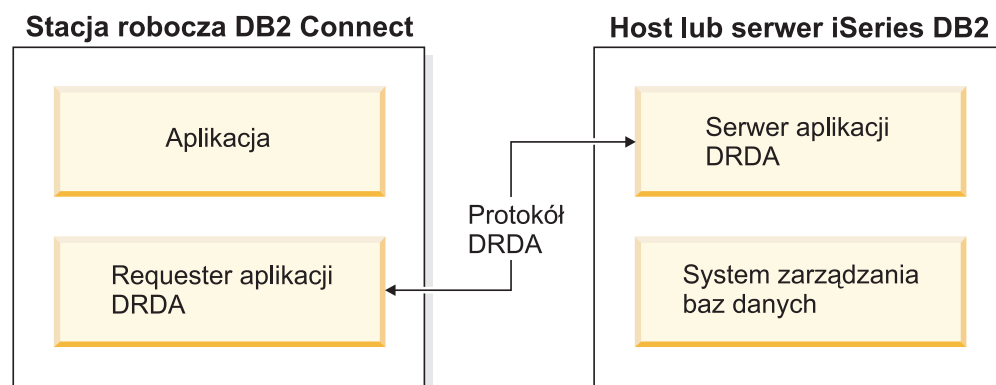 Stacja robocza DB2 Connect
Host lub serwer iSeries DB2
Aplikacja
Serwer aplikacji
DRDA
Protokół
DRDA
Requester aplikacji
DRDA
System zarządzania
baz danych